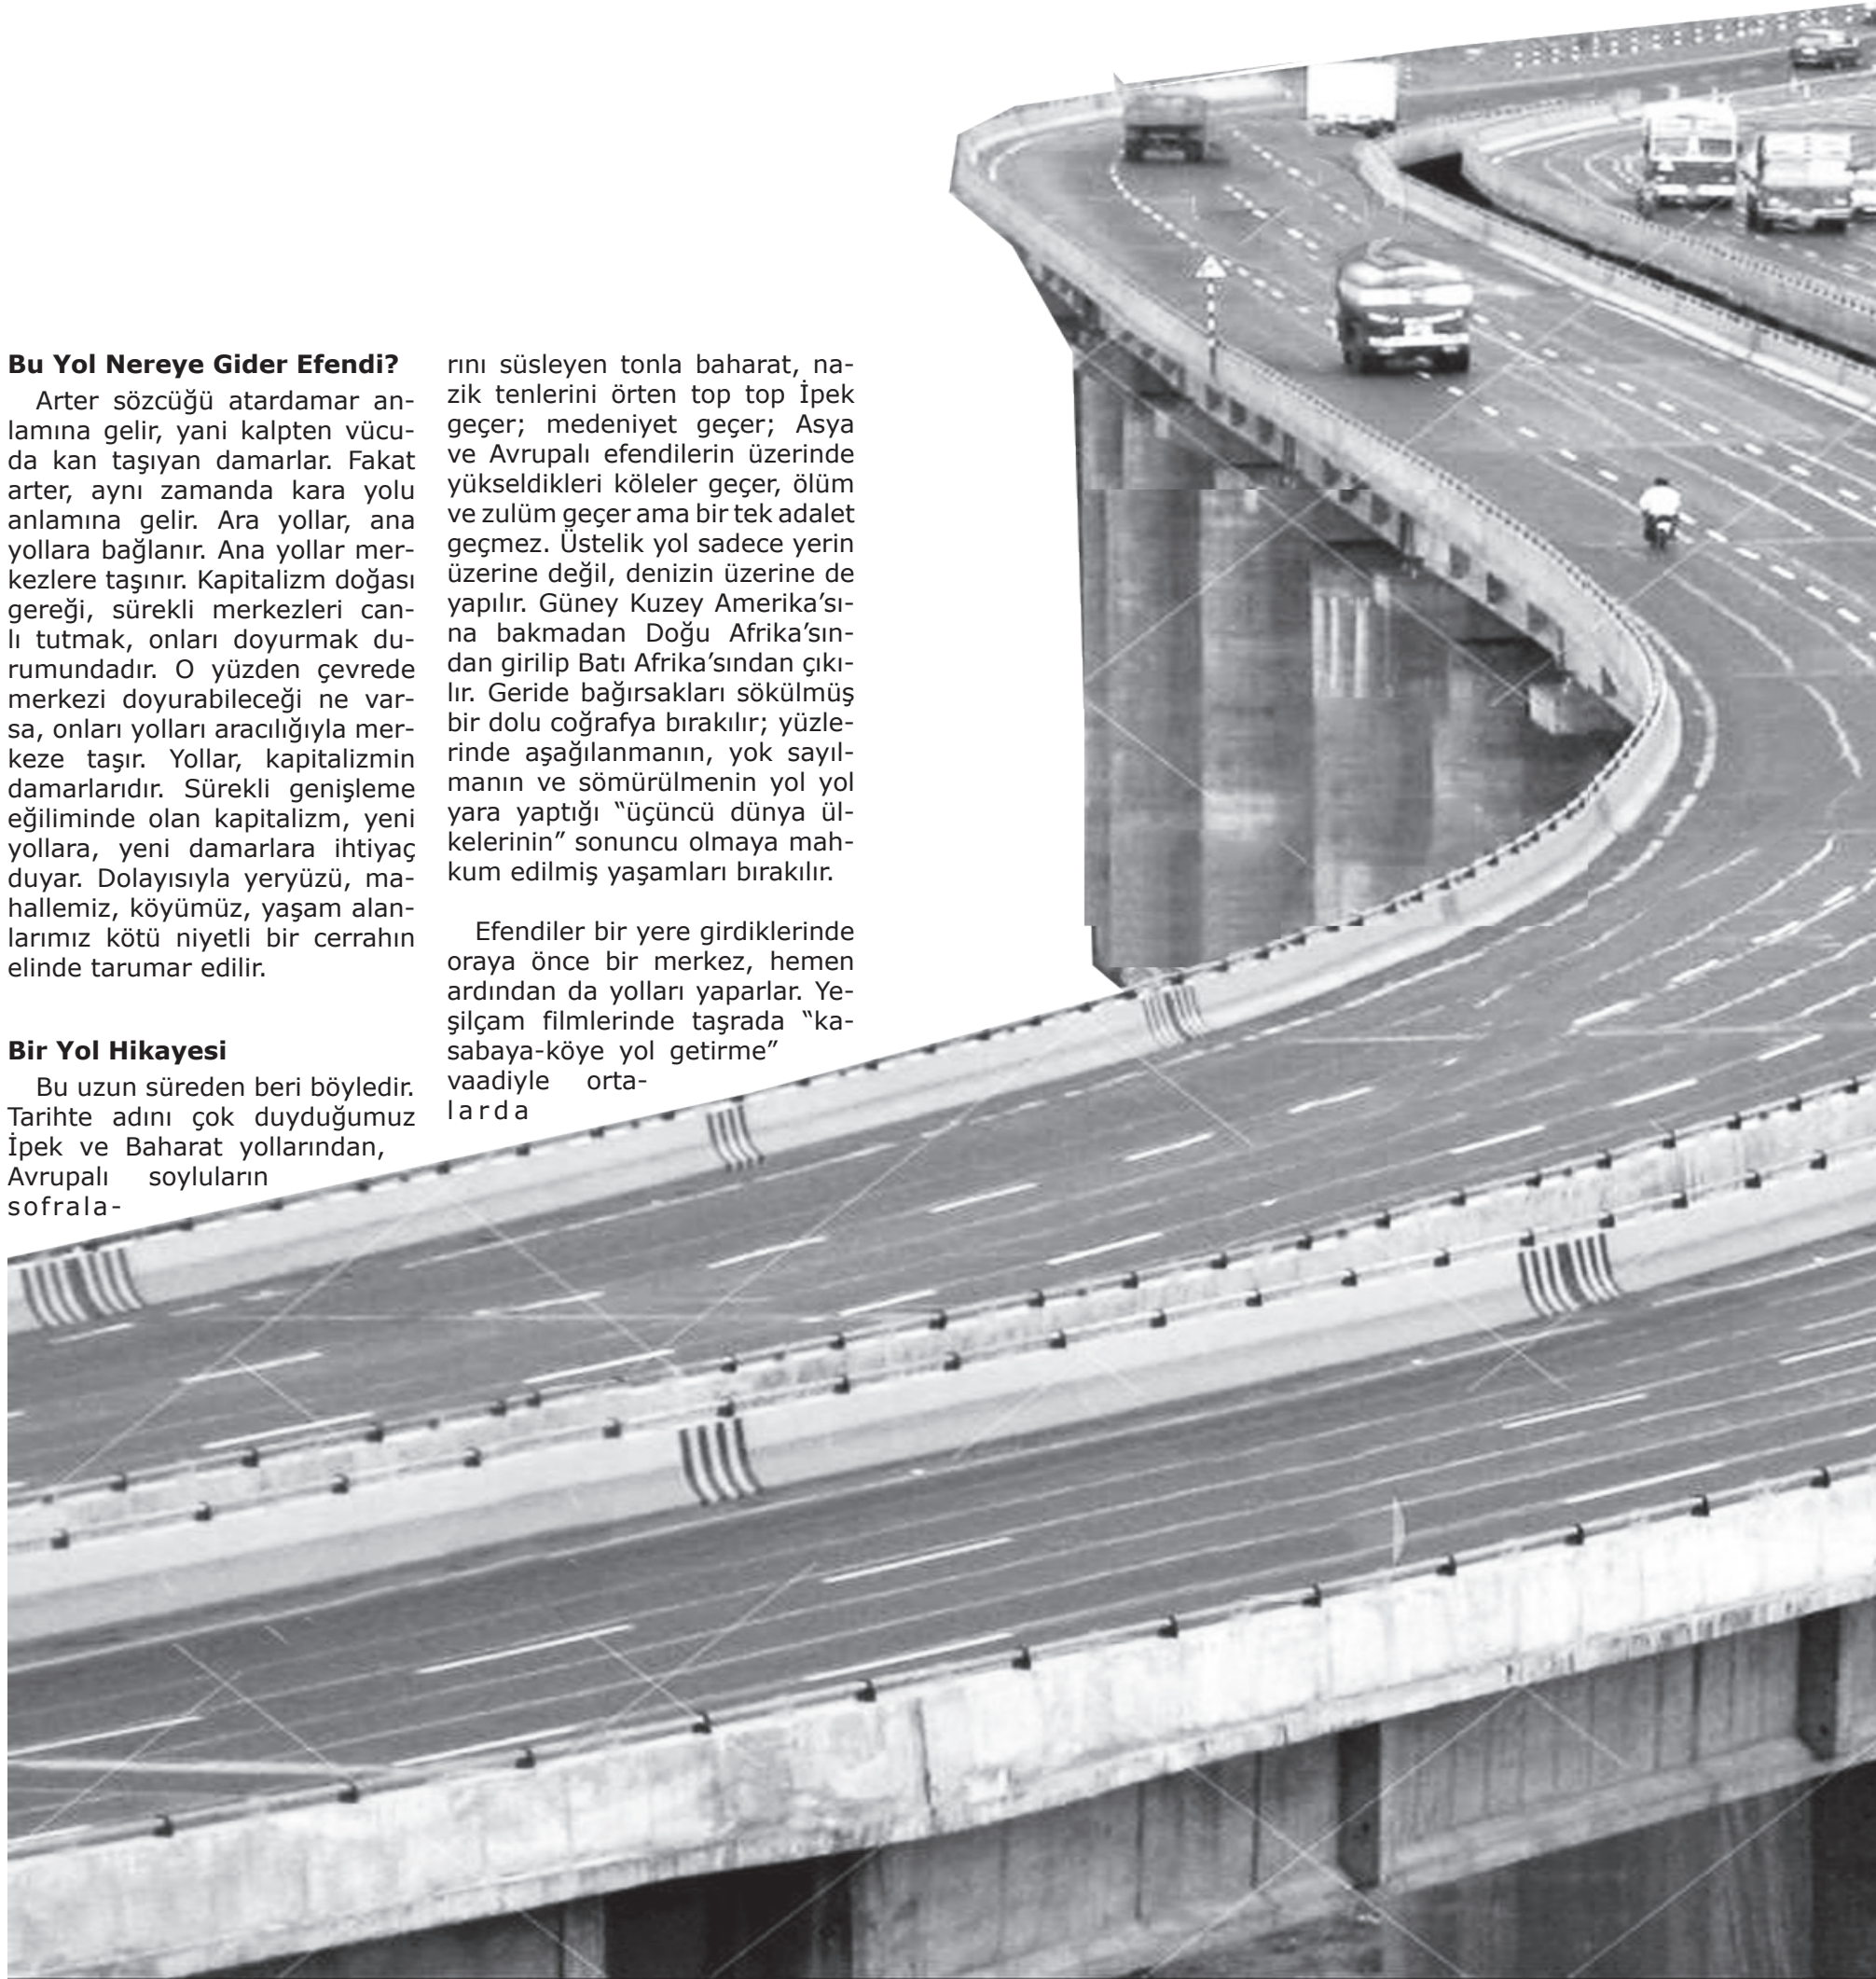 Bu Yol Nereye Gider Efendi?
Arter sözcüğü atardamar an-
lamına gelir, yani kalpten vücu-
da kan taşıyan damarlar. Fakat
arter, aynı zamanda kara yolu
anlamına gelir. Ara yollar, ana
yollara bağlanır. Ana yollar mer-
kezlere taşınır. Kapitalizm doğası
gereği, sürekli merkezleri can-
lı tutmak, onları doyurmak du-
rumundadır. O yüzden çevrede
merkezi doyurabileceği ne var-
sa, onları yolları aracılığıyla mer-
keze taşır. Yollar, kapitalizmin
damarlarıdır. Sürekli genişleme
eğiliminde olan kapitalizm, yeni
yollara, yeni damarlara ihtiyaç
duyar. Dolayısıyla yeryüzü, ma-
hallemiz, köyümüz, yaşam alan-
larımız kötü niyetli bir cerrahın
elinde tarumar edilir.
Bir Yol Hikayesi
Bu uzun süreden beri böyledir.
Tarihte adını çok duyduğumuz
İpek ve Baharat yollarından,
Avrupalı soyluların
sofrala-
rını süsleyen tonla baharat, na-
zik tenlerini örten top top İpek
geçer; medeniyet geçer; Asya
ve Avrupalı efendilerin üzerinde
yükseldikleri köleler geçer, ölüm
ve zulüm geçer ama bir tek adalet
geçmez. Üstelik yol sadece yerin
üzerine değil, denizin üzerine de
yapılır. Güney Kuzey Amerika’sı-
na bakmadan Doğu Afrika’sın-
dan girilip Batı Afrika’sından çıkı-
lır. Geride bağırsakları sökülmüş
bir dolu coğrafya bırakılır; yüzle-
rinde aşağılanmanın, yok sayıl-
manın ve sömürülmenin yol yol
yara yaptığı “üçüncü dünya ül-
kelerinin” sonuncu olmaya mah-
kum edilmiş yaşamları bırakılır.
Efendiler bir yere girdiklerinde
oraya önce bir merkez, hemen
ardından da yolları yaparlar. Ye-
şilçam filmlerinde taşrada “ka-
sabaya-köye yol getirme”
vaadiyle orta-
larda